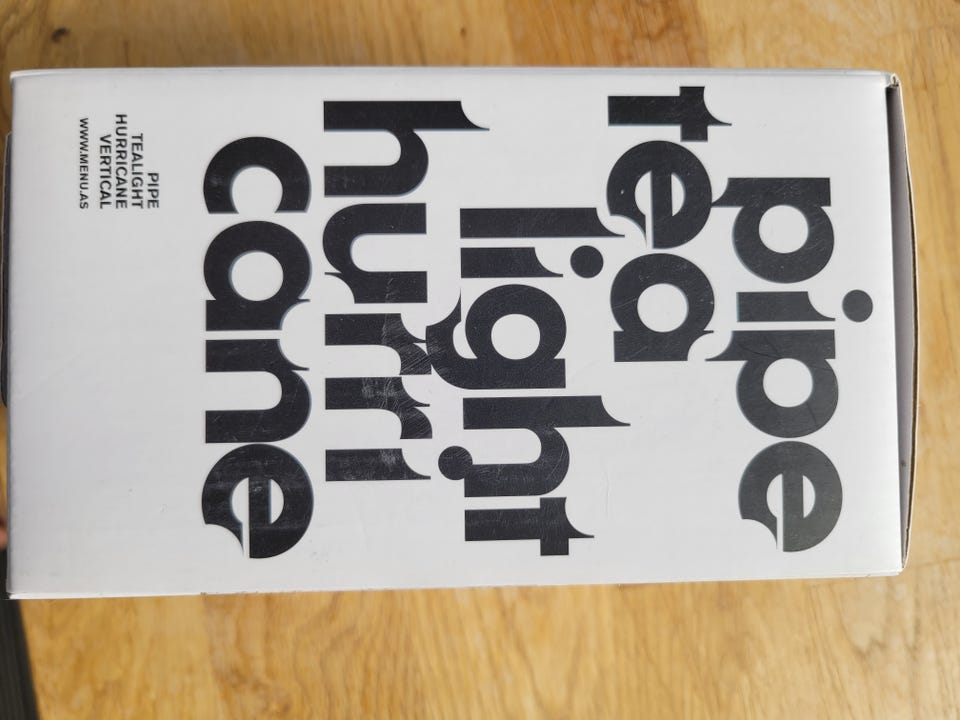 pipe
tea
light
hurri
cane
PIPE
TEALIGHT
HURRICANE
VERTICAL
WWW.MENU.AS